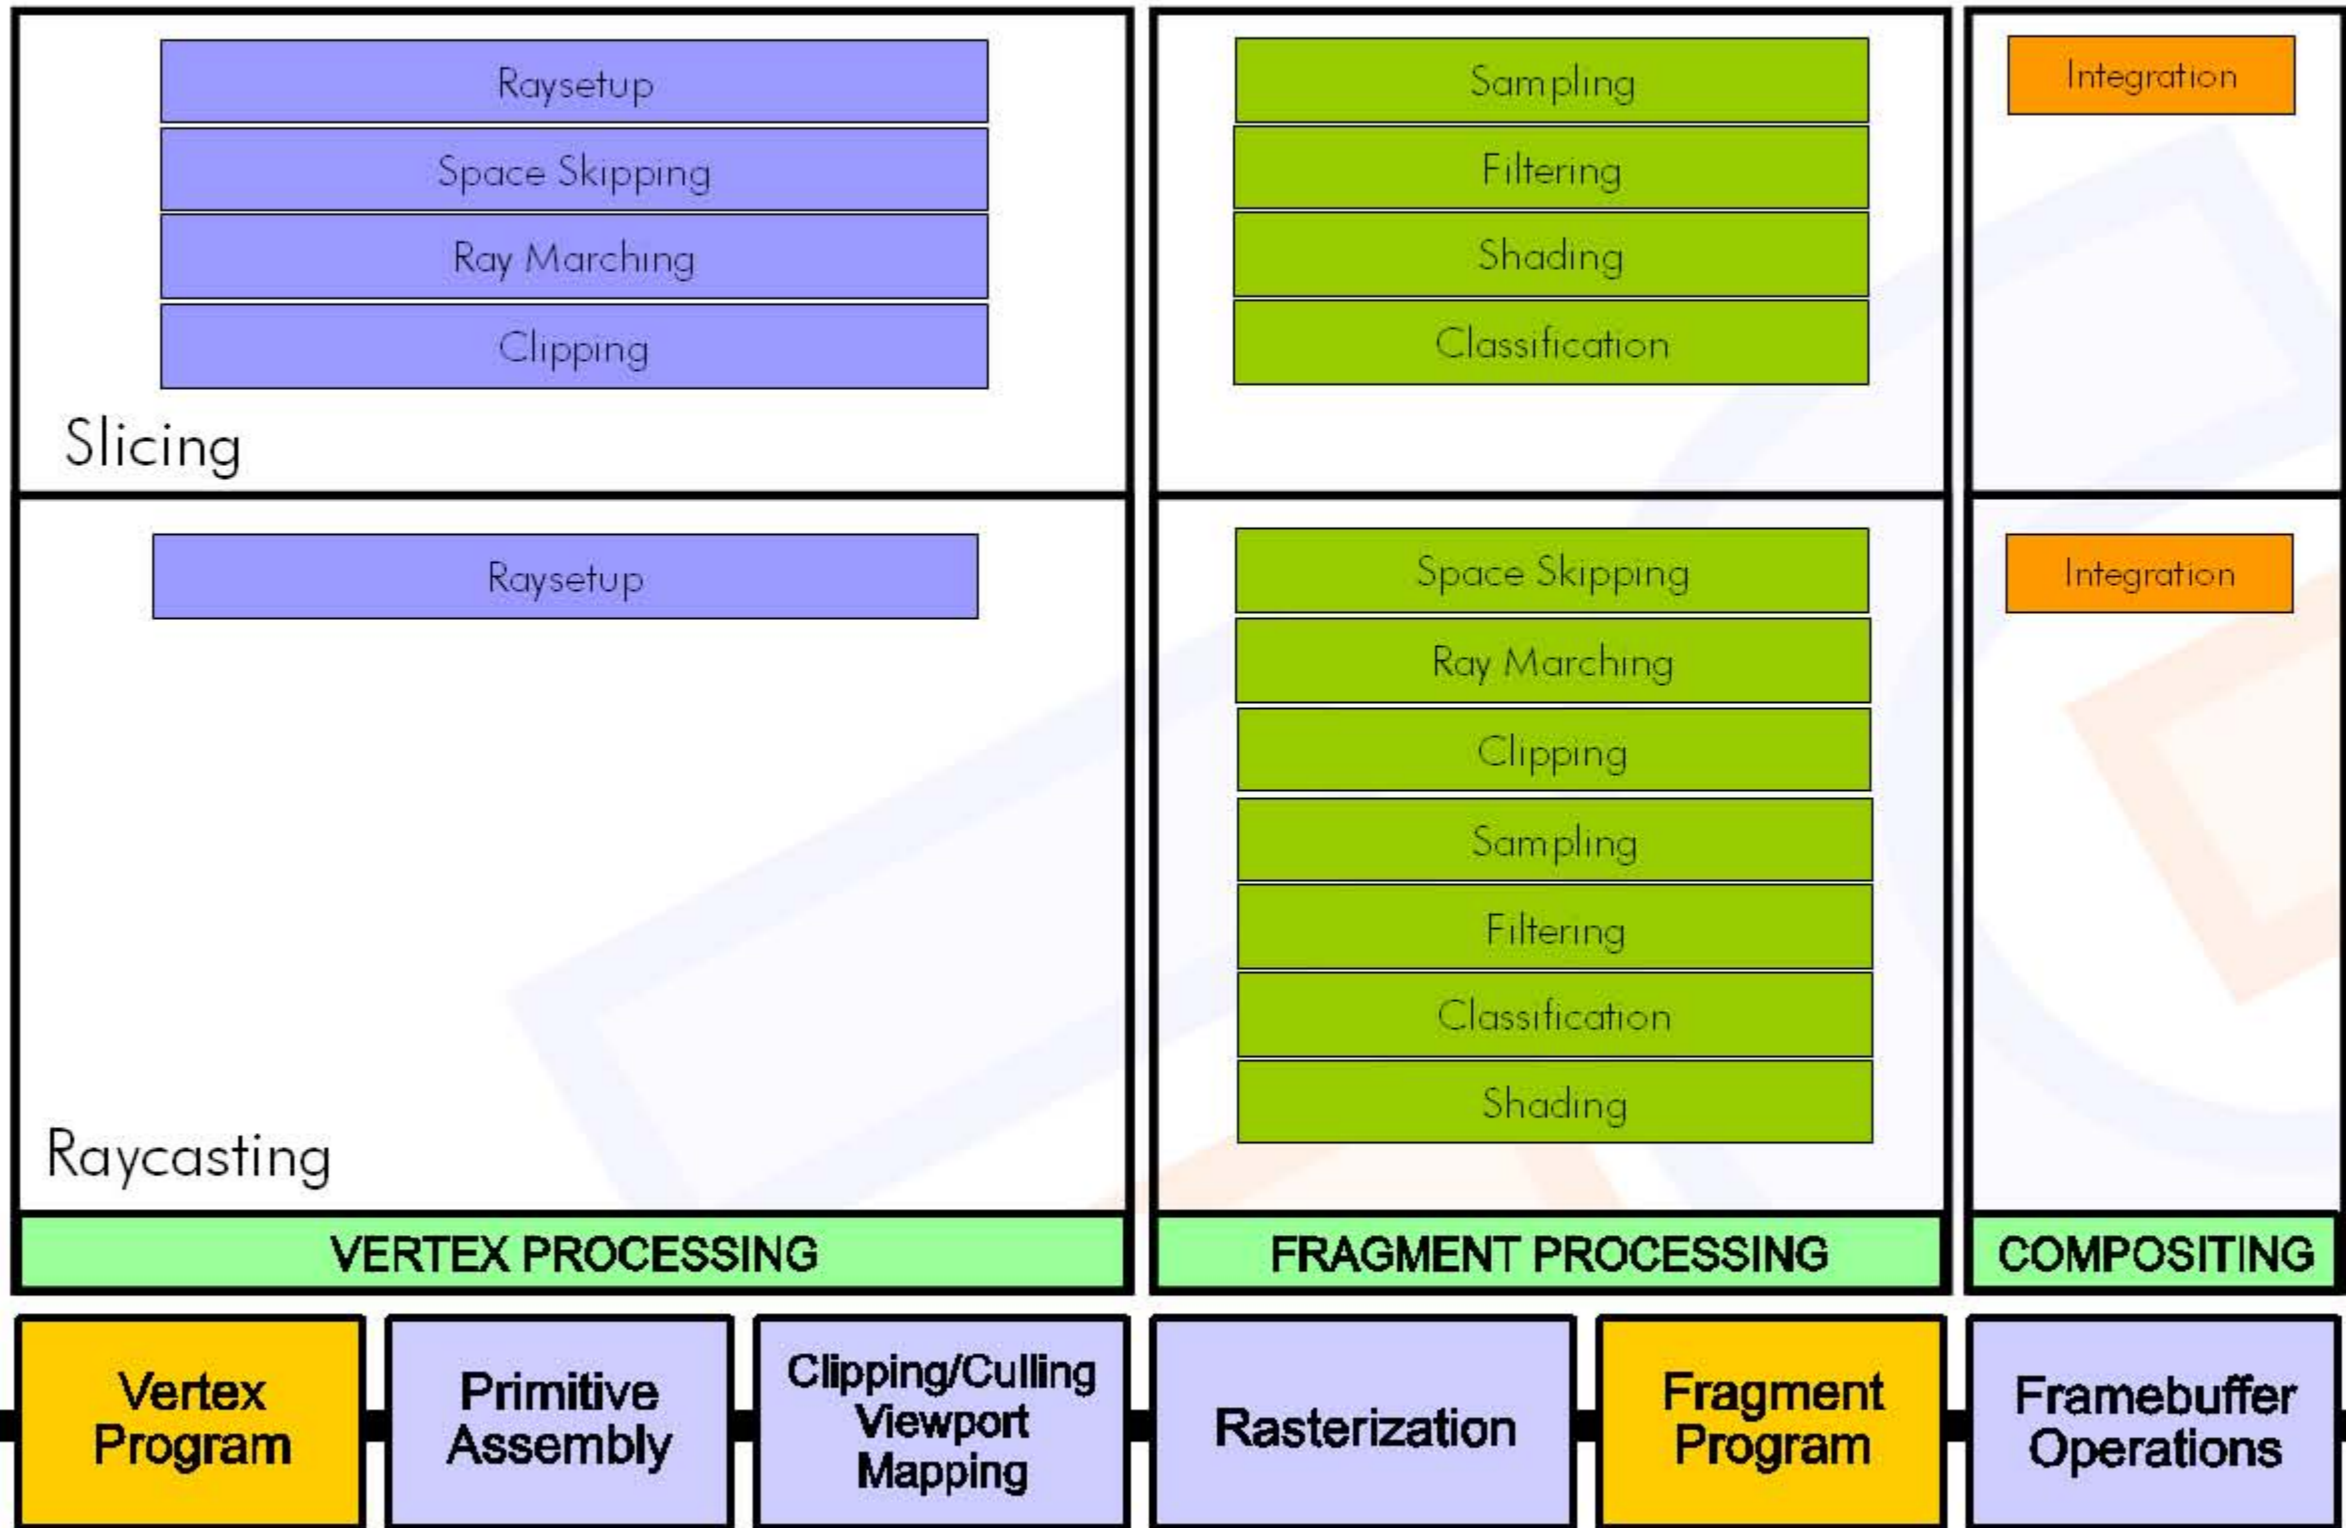 Raysetup
Space Skipping
Ray Marching
Clipping
Slicing
Sampling
Filtering
Shading
Classification
Integration
Raysetup
Raycasting
Space Skipping
Ray Marching
Clipping
Sampling
Filtering
Classification
Shading
Integration
VERTEX PROCESSING
FRAGMENT PROCESSING
COMPOSITING
Vertex
Program
Primitive
Assembly
Clipping/Culling
Viewport
Mapping
Rasterization
Fragment
Program
Framebuffer
Operations